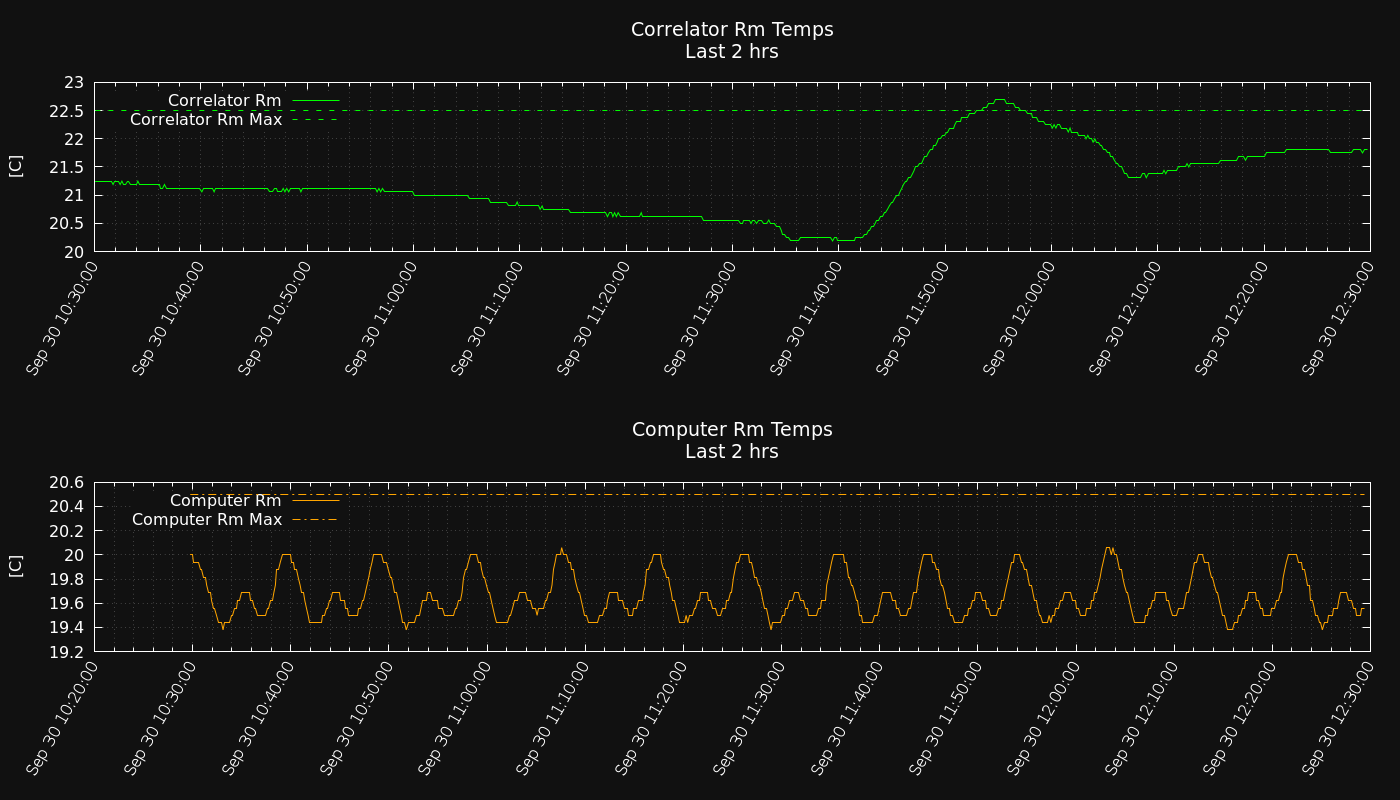 Correlator Rm Temps
Last 2 hrs
23
22.5
22
21.5
21
20.5
20
[C]
Correlator Rm
Correlator Rm Max
Sep 30 10:30:00
Sep 30 10:40:00
Sep 30 10:50:00
Sep 30 11:00:00
Sep 30 11:10:00
Sep 30 11:20:00
Sep 30 11:30:00
Sep 30 11:40:00
Sep 30 11:50:00
Sep 30 12:00:00
Sep 30 12:10:00
Sep 30 12:20:00
Sep 30 12:30:00
Computer Rm Temps
Last 2 hrs
20.6
20.4
20.2
20
19.8
19.6
19.4
19.2
[C]
Computer Rm
Computer Rm Max
Sep 30 10:20:00
Sep 30 10:30:00
Sep 30 10:40:00
Sep 30 10:50:00
Sep 30 11:00:00
Sep 30 11:10:00
Sep 30 11:20:00
Sep 30 11:30:00
Sep 30 11:40:00
Sep 30 11:50:00
Sep 30 12:00:00
Sep 30 12:10:00
Sep 30 12:20:00
Sep 30 12:30:00